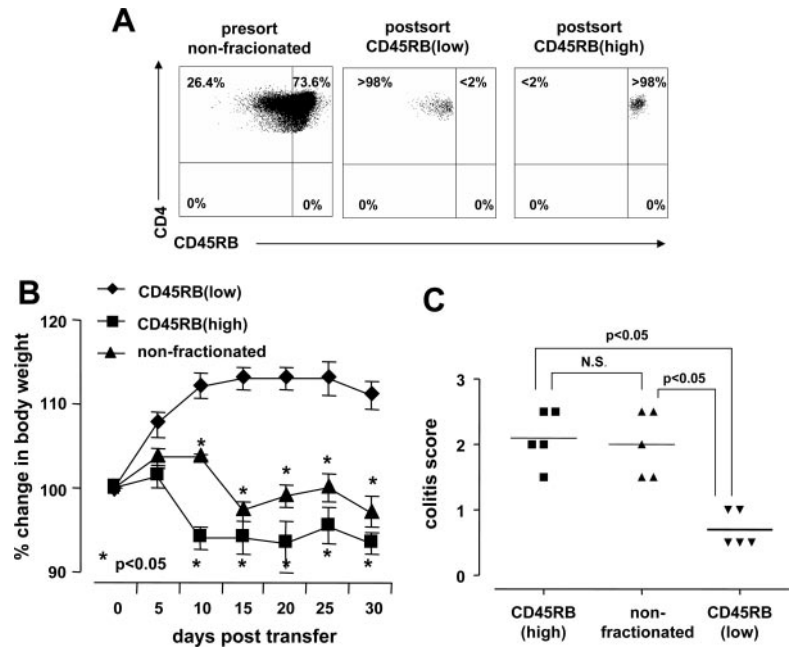 A
presort
non-fracionated
postsort
CD45RB(low)
postsort
CD45RB(high)
26.4% 73.6%
0% 0%
>98% <2%
0% 0%
<2% >98%
0% 0%
CD4
CD45RB
B
CD45RB(low)
CD45RB(high)
non-fractionated
% change in body weight
120
110
100
90
* * * * *
* * * * *
* p<0.05
0 5 10 15 20 25 30
days post transfer
C
p<0.05
N.S.
p<0.05
colitis score
3
2
1
0
CD45RB
(high)
non-
fractionated
CD45RB
(low)